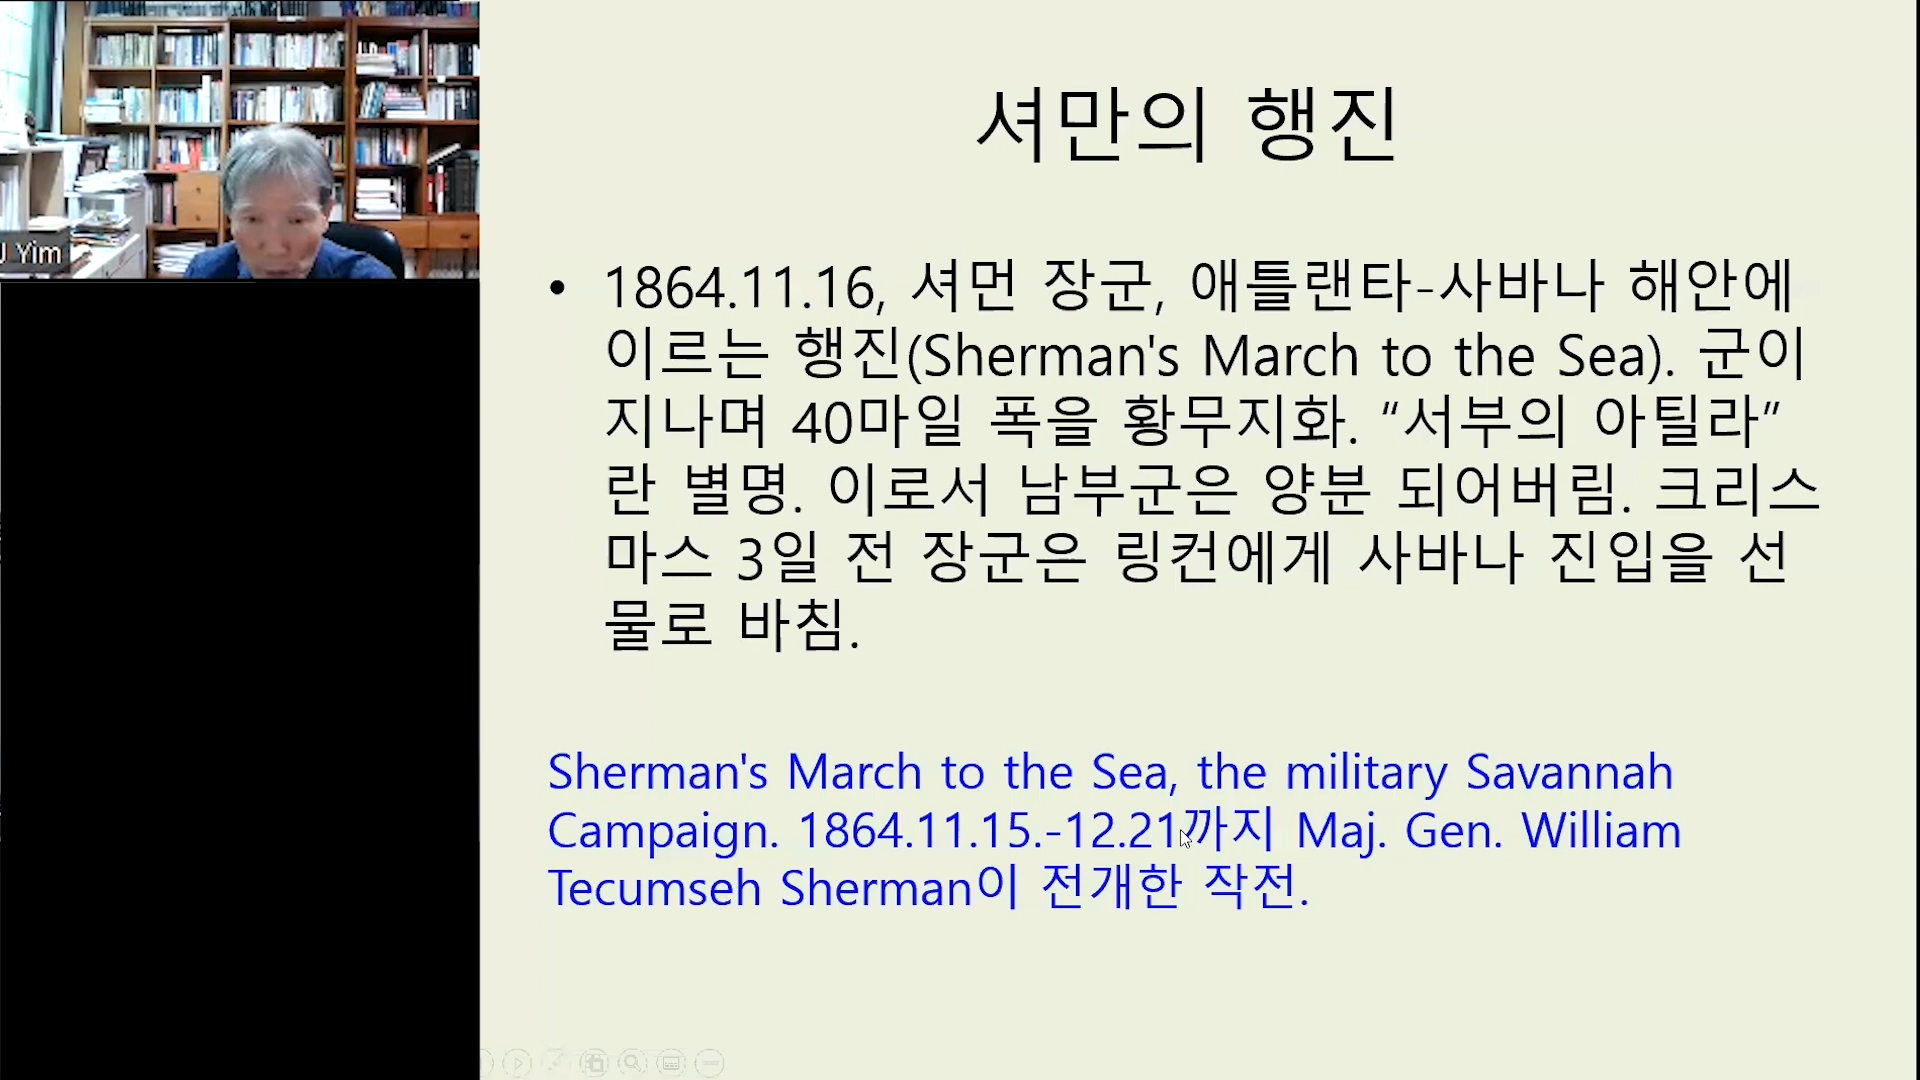 셔만의 행진
• 1864.11.16, 셔먼 장군, 애틀랜타-사바나 해안에
이르는 행진(Sherman's March to the Sea). 군이
지나며 40마일 폭을 황무지화. “서부의 아틸라”
란 별명. 이로서 남부군은 양분 되어버림. 크리스
마스 3일 전 장군은 링컨에게 사바나 진입을 선
물로 바침.
Sherman's March to the Sea, the military Savannah
Campaign. 1864.11.15.-12.21까지 Maj. Gen. William
Tecumseh Sherman이 전개한 작전.
J Yim